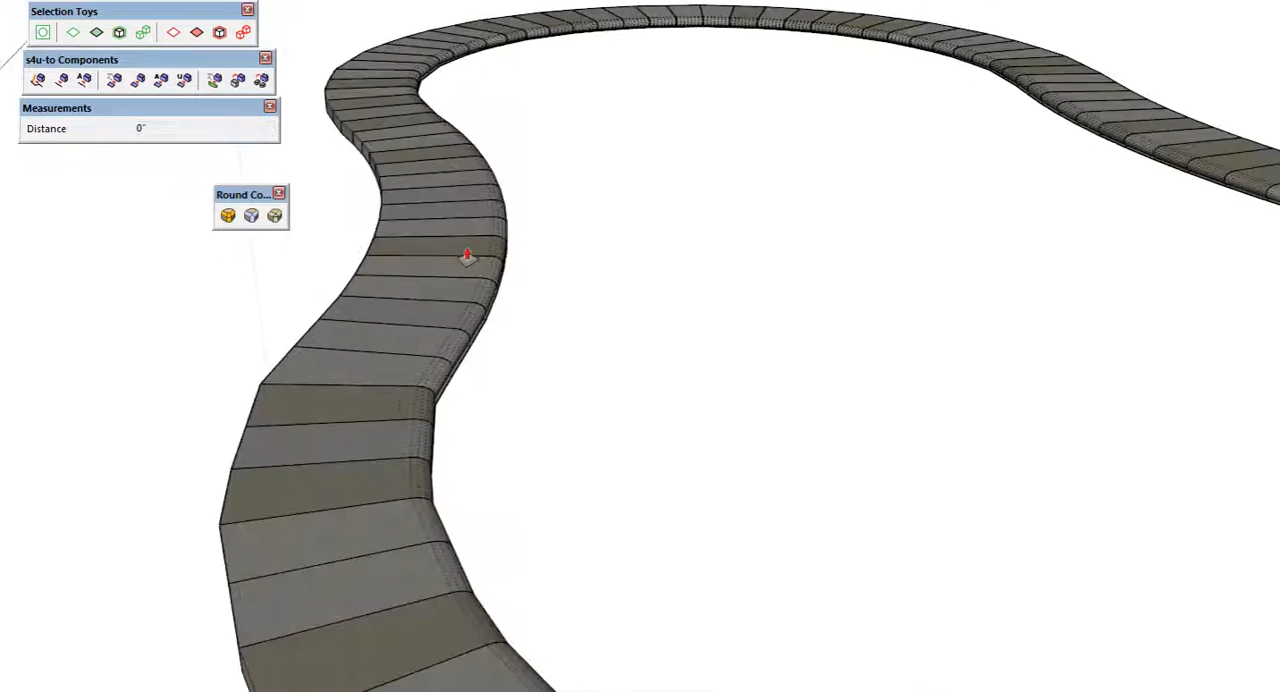 Selection Toys
s4u-to Components
Measurements
Distance 0"
Round Co...